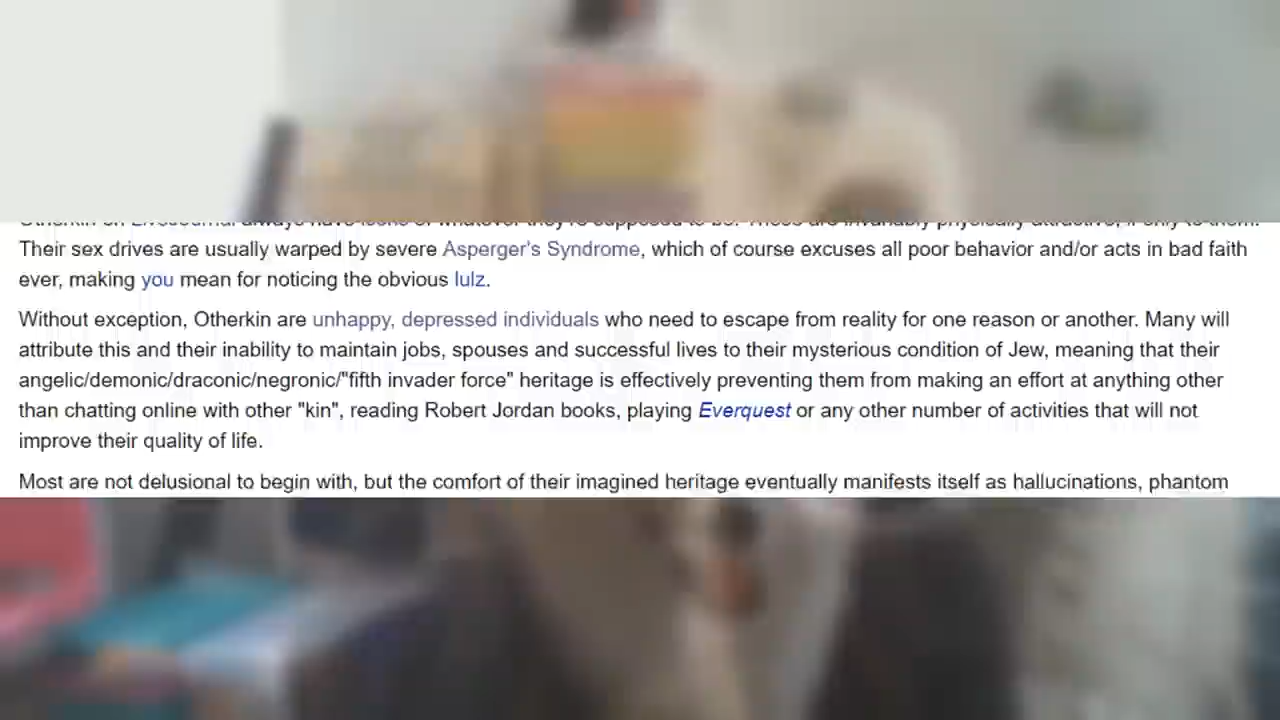 Their sex drives are usually warped by severe Asperger's Syndrome, which of course excuses all poor behavior and/or acts in bad faith
ever, making you mean for noticing the obvious lulz.
Without exception, Otherkin are unhappy, depressed individuals who need to escape from reality for one reason or another. Many will
attribute this and their inability to maintain jobs, spouses and successful lives to their mysterious condition of Jew, meaning that their
angelic/demonic/draconic/negronic/"fifth invader force" heritage is effectively preventing them from making an effort at anything other
than chatting online with other "kin", reading Robert Jordan books, playing Everquest or any other number of activities that will not
improve their quality of life.
Most are not delusional to begin with, but the comfort of their imagined heritage eventually manifests itself as hallucinations, phantom